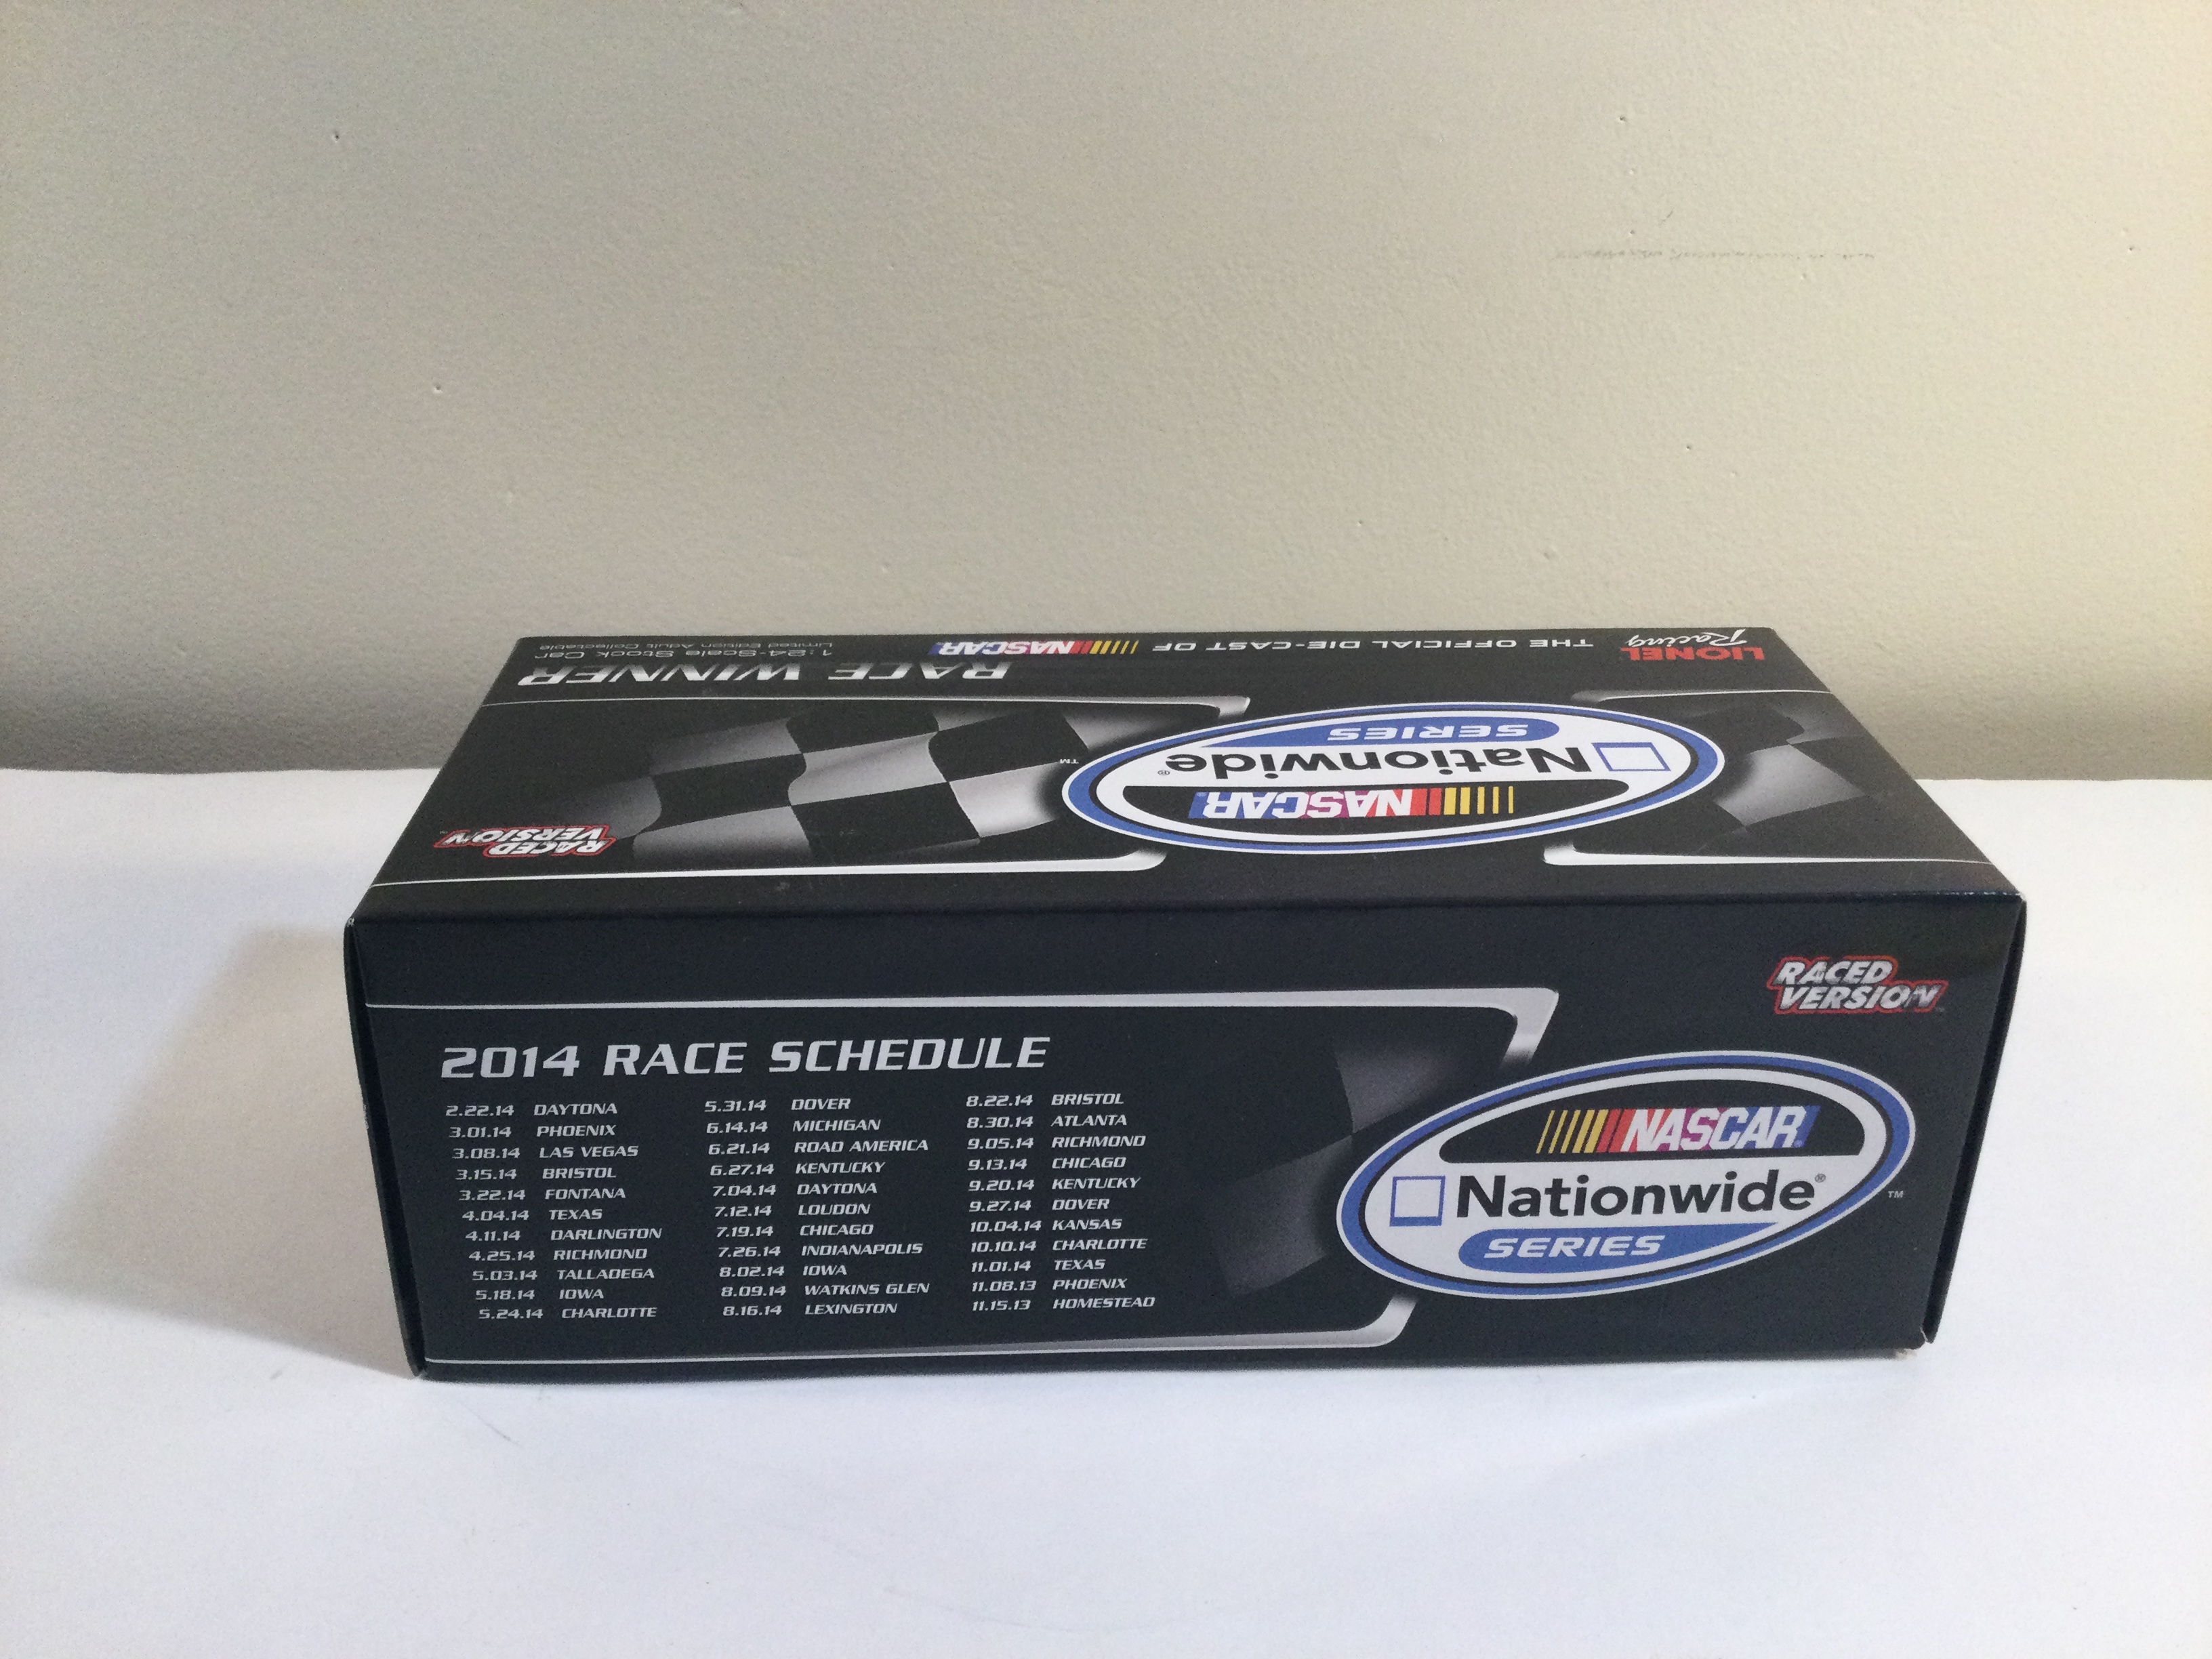 LIONEL
Racing
THE OFFICIAL DIE-CAST OF
NASCAR
RACE WINNER
1:24-Scale Stock Car
Limited Edition Adult Collectable
NASCAR
Nationwide®
SERIES
™
RACED
VERSION
RACED
VERSION™
2014 RACE SCHEDULE
2.22.14 DAYTONA
3.01.14 PHOENIX
3.08.14 LAS VEGAS
3.15.14 BRISTOL
3.22.14 FONTANA
4.04.14 TEXAS
4.11.14 DARLINGTON
4.25.14 RICHMOND
5.03.14 TALLADEGA
5.18.14 IOWA
5.24.14 CHARLOTTE
5.31.14 DOVER
6.14.14 MICHIGAN
6.21.14 ROAD AMERICA
6.27.14 KENTUCKY
7.04.14 DAYTONA
7.12.14 LOUDON
7.19.14 CHICAGO
7.26.14 INDIANAPOLIS
8.02.14 IOWA
8.09.14 WATKINS GLEN
8.16.14 LEXINGTON
8.22.14 BRISTOL
8.30.14 ATLANTA
9.05.14 RICHMOND
9.13.14 CHICAGO
9.20.14 KENTUCKY
9.27.14 DOVER
10.04.14 KANSAS
10.10.14 CHARLOTTE
11.01.14 TEXAS
11.08.13 PHOENIX
11.15.13 HOMESTEAD
NASCAR
Nationwide®
SERIES
™